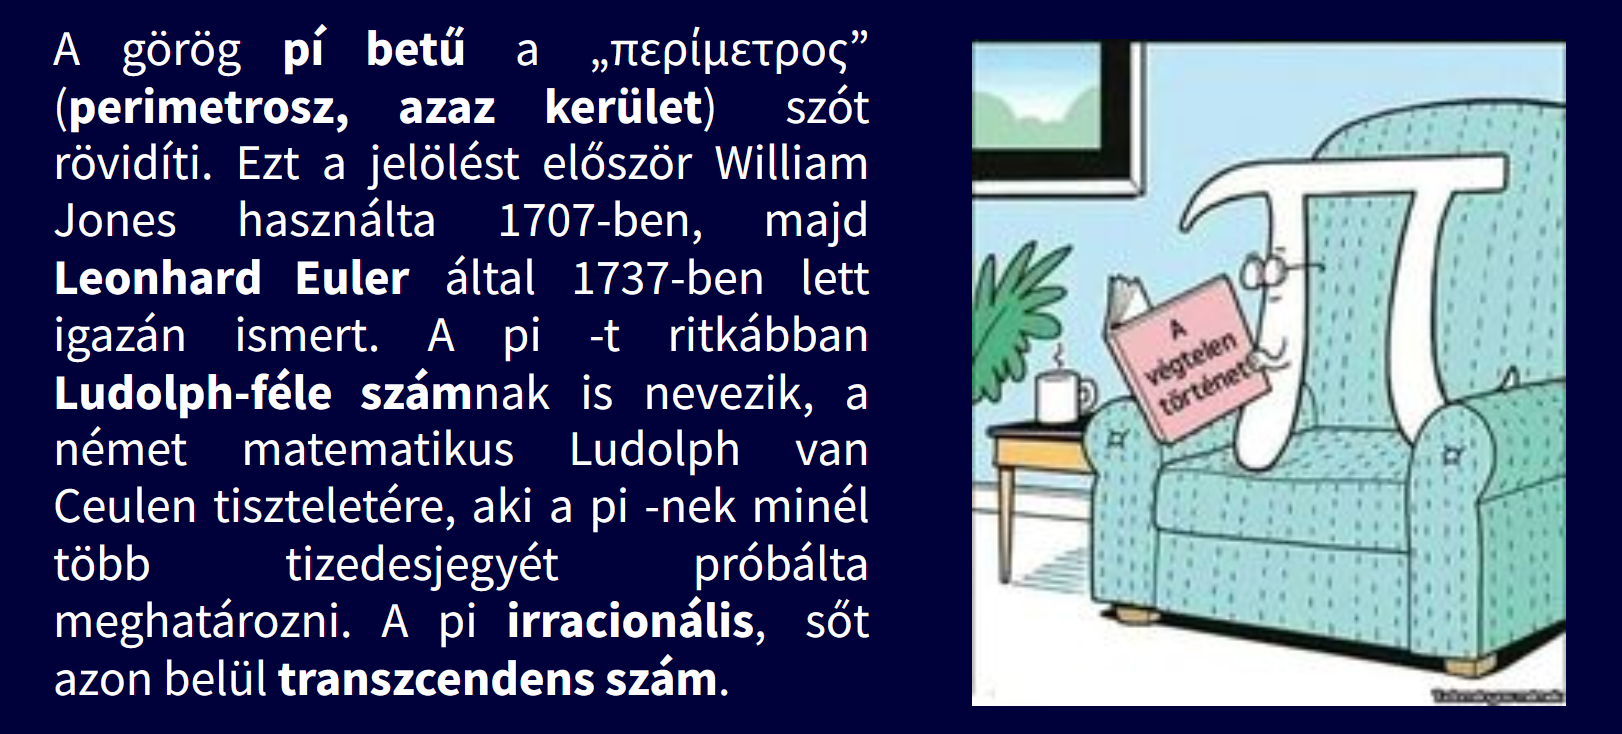 A görög pí betű a „περίμετρος”
(perimetrosz, azaz kerület) szót
rövidíti. Ezt a jelölést először William
Jones használta 1707-ben, majd
Leonhard Euler által 1737-ben lett
igazán ismert. A pi -t ritkábban
Ludolph-féle számnak is nevezik, a
német matematikus Ludolph van
Ceulen tiszteletére, aki a pi -nek minél
több tizedesjegyét próbálta
meghatározni. A pi irracionális, sőt
azon belül transzcendens szám.
A
végtelen
történet